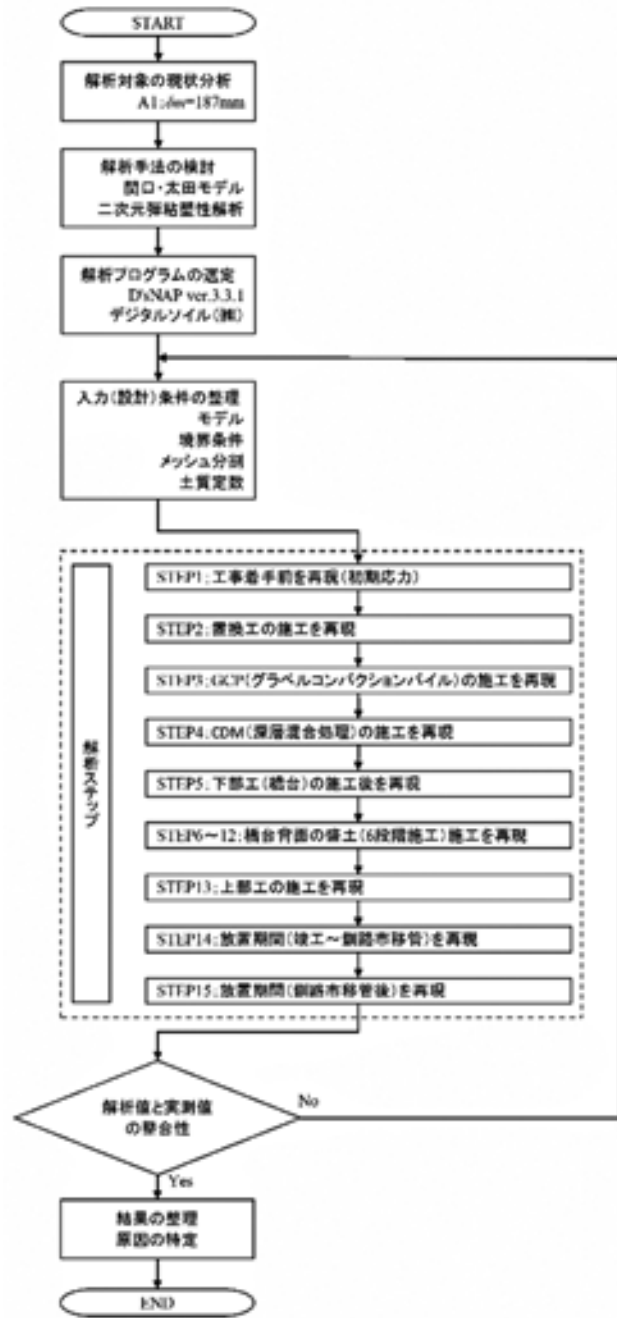 START
解析対象の現状分析
A1:δm=187mm
解析手法の検討
関口・太田モデル
二次元弾粘塑性解析
解析プログラムの選定
D'sNAP ver.3.3.1
デジタルソイル(㈱)
入力(設計)条件の整理
モデル
境界条件
メッシュ分割
土質定数
解析ステップ
STEP1:工事着手前を再現(初期応力)
STEP2:置換工の施工を再現
STEP3:GCP(グラベルコンパクションパイル)の施工を再現
STEP4:CDM(深層混合処理)の施工を再現
STEP5:下部工(橋台)の施工後を再現
STEP6～12:橋台背面の盛土(6段階施工)施工を再現
STEP13:上部工の施工を再現
STEP14:放置期間(竣工～釧路市移管)を再現
STEP15:放置期間(釧路市移管後)を再現
解析値と実測値
の整合性
No
Yes
結果の整理
原因の特定
END